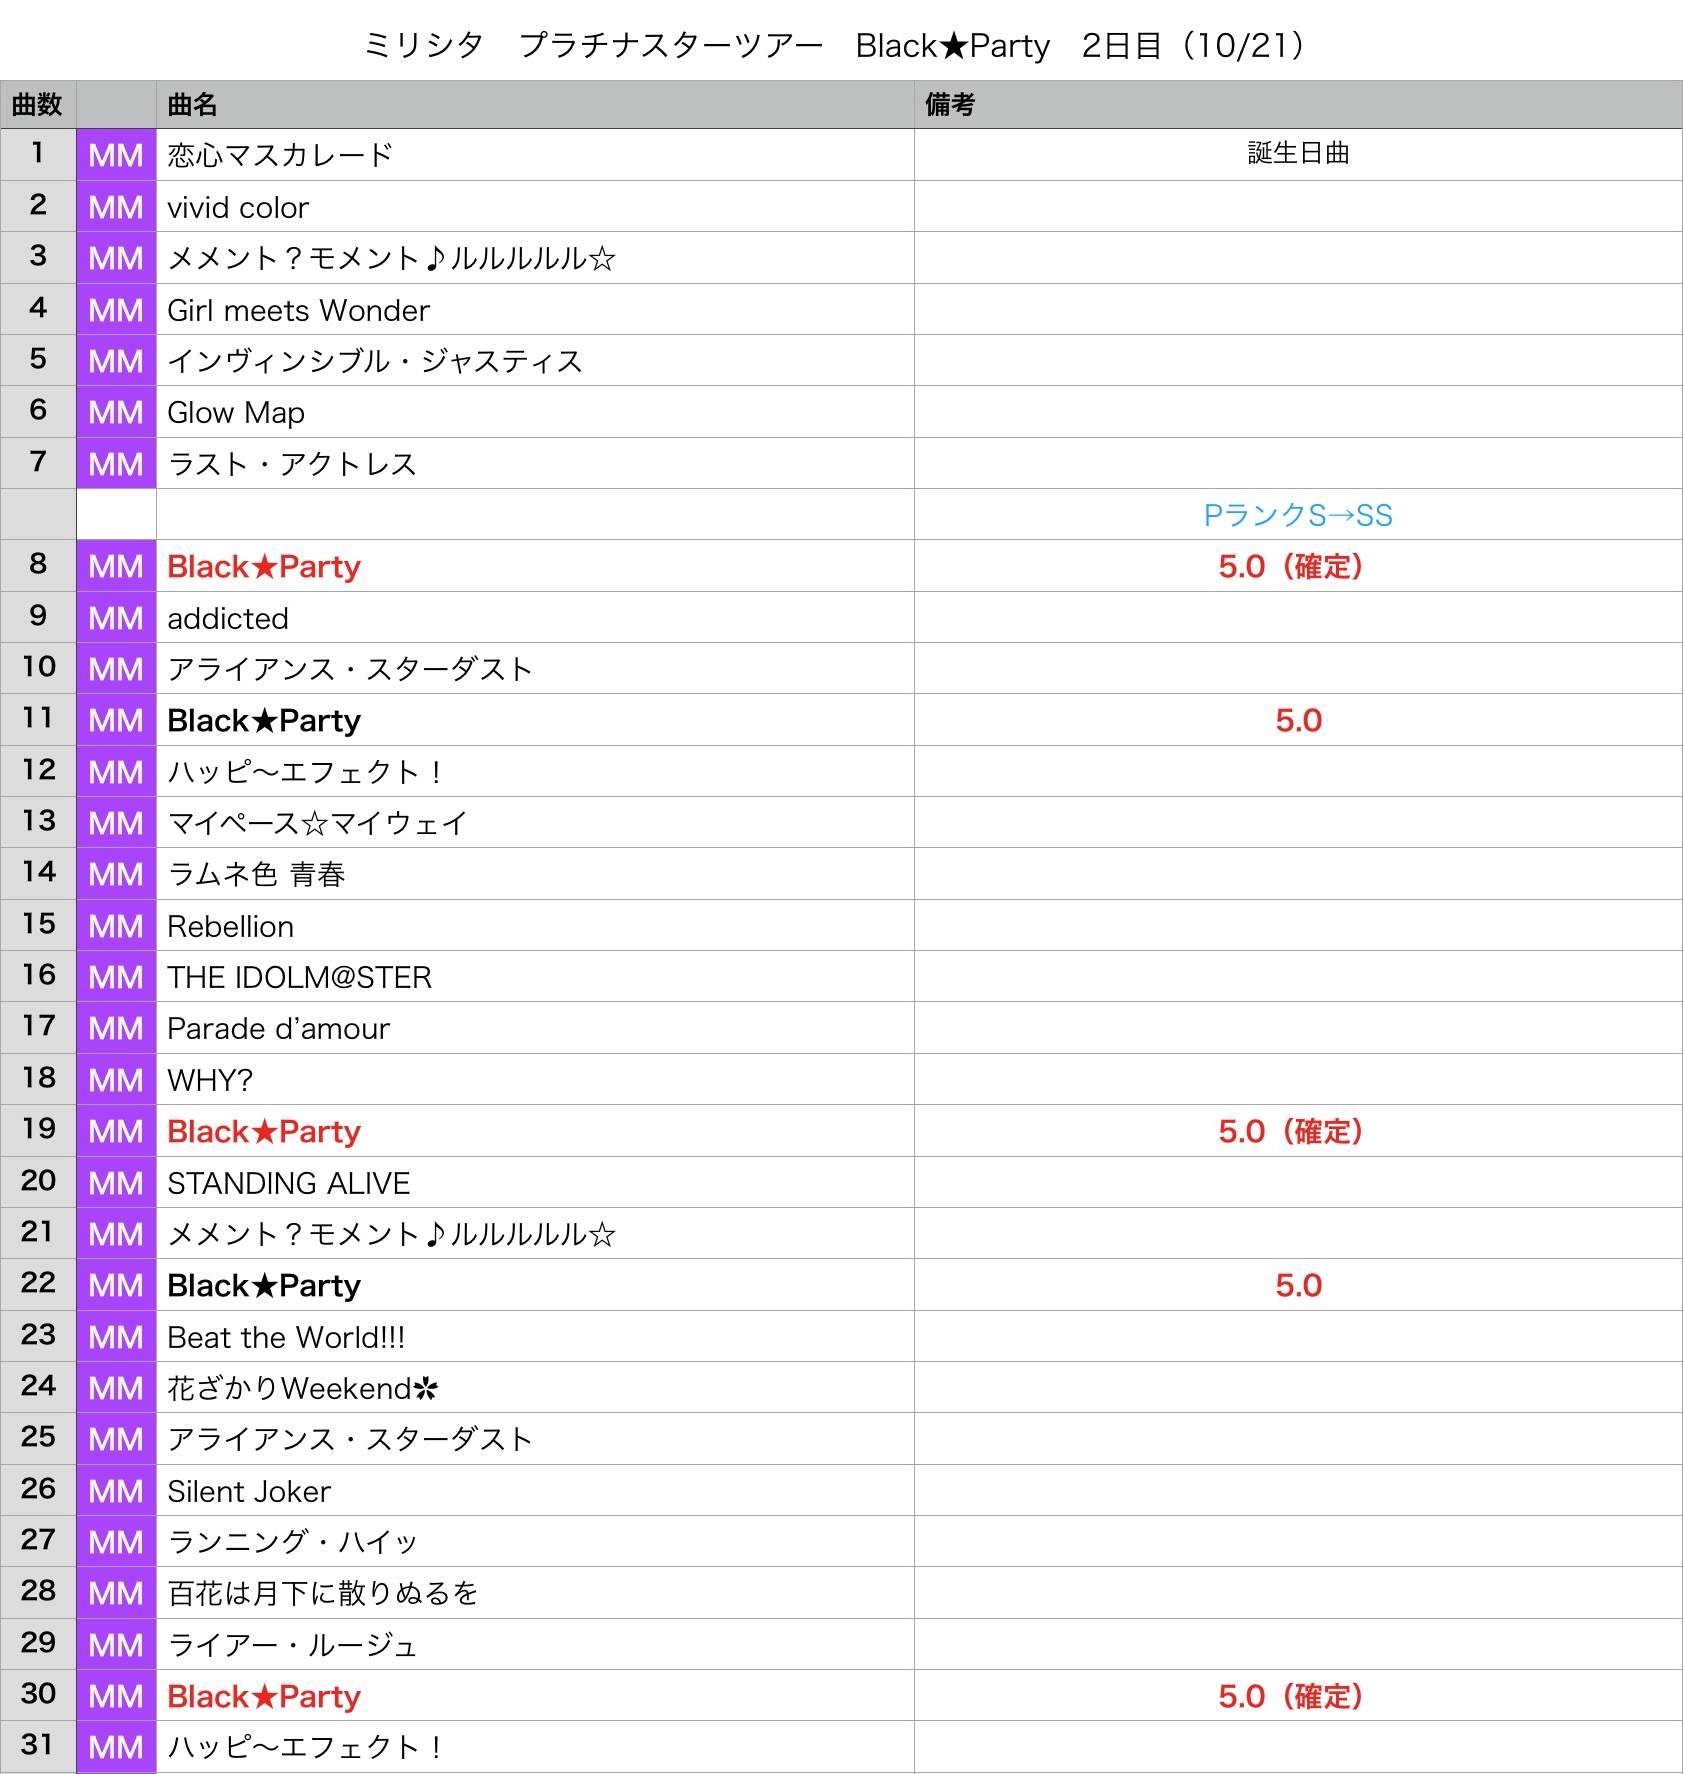 ミリシタ　プラチナスターツアー　Black★Party　2日目（10/21）
曲数 曲名 備考
1 MM 恋心マスカレード 誕生日曲
2 MM vivid color
3 MM メメント？モメント♪ルルルルル☆
4 MM Girl meets Wonder
5 MM インヴィンシブル・ジャスティス
6 MM Glow Map
7 MM ラスト・アクトレス
PランクS→SS
8 MM Black★Party 5.0（確定）
9 MM addicted
10 MM アライアンス・スターダスト
11 MM Black★Party 5.0
12 MM ハッピ〜エフェクト！
13 MM マイペース☆マイウェイ
14 MM ラムネ色 青春
15 MM Rebellion
16 MM THE IDOLM@STER
17 MM Parade d’amour
18 MM WHY?
19 MM Black★Party 5.0（確定）
20 MM STANDING ALIVE
21 MM メメント？モメント♪ルルルルル☆
22 MM Black★Party 5.0
23 MM Beat the World!!!
24 MM 花ざかりWeekend✿
25 MM アライアンス・スターダスト
26 MM Silent Joker
27 MM ランニング・ハイッ
28 MM 百花は月下に散りぬるを
29 MM ライアー・ルージュ
30 MM Black★Party 5.0（確定）
31 MM ハッピ〜エフェクト！